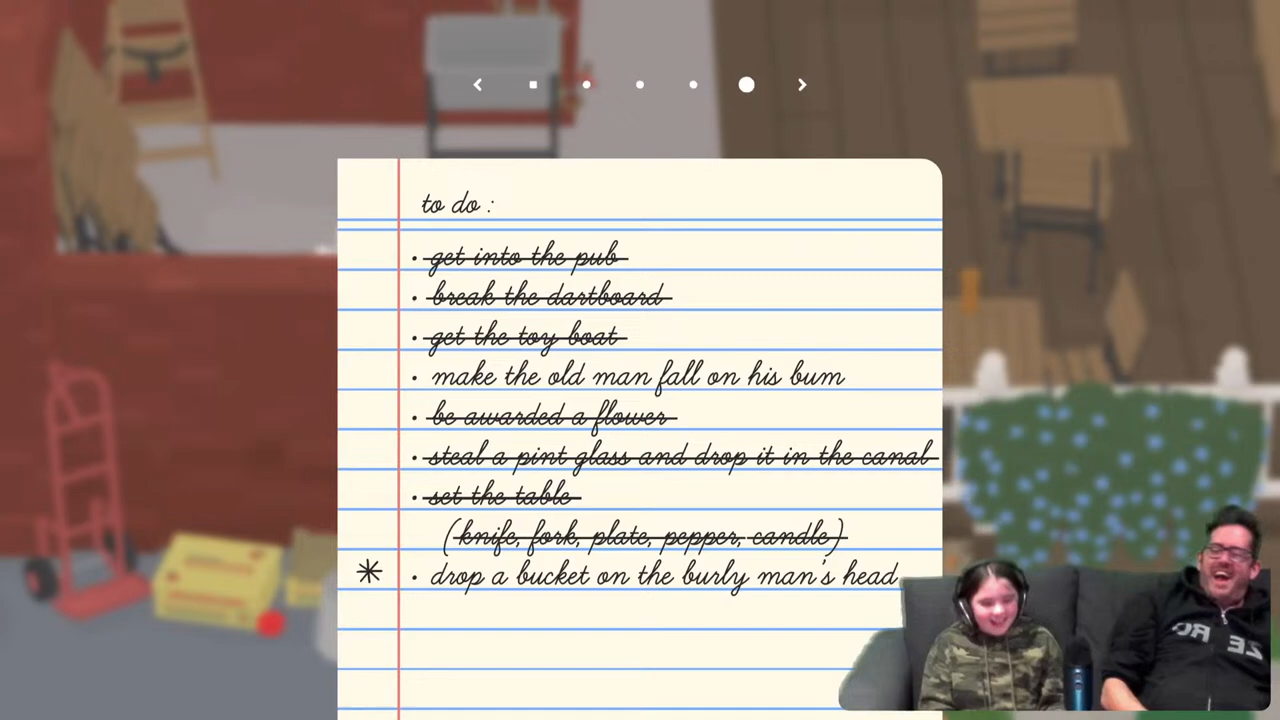 to do :
• get into the pub
• break the dartboard
• get the toy boat
• make the old man fall on his bum
• be awarded a flower
• steal a pint glass and drop it in the canal
• set the table
(knife, fork, plate, pepper, candle)
* • drop a bucket on the burly man's head